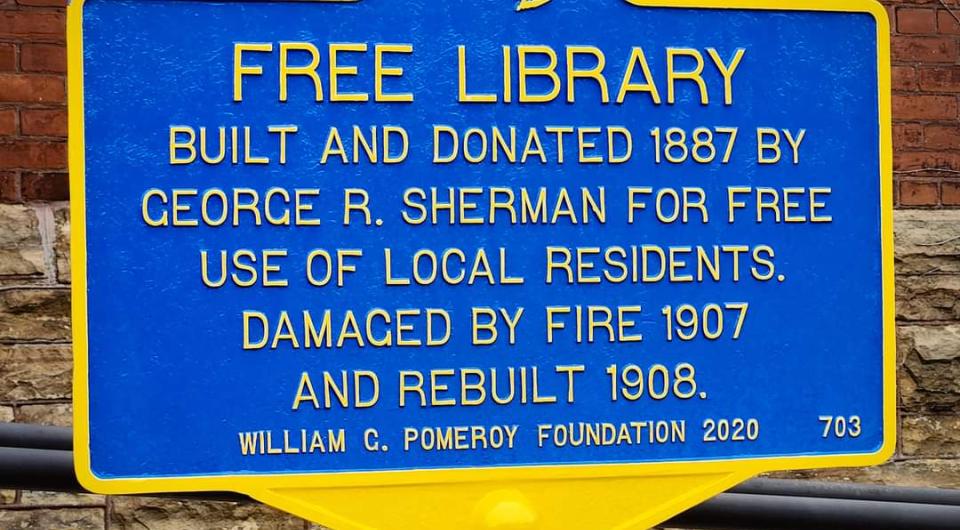 FREE LIBRARY
BUILT AND DONATED 1887 BY
GEORGE R. SHERMAN FOR FREE
USE OF LOCAL RESIDENTS.
DAMAGED BY FIRE 1907
AND REBUILT 1908.
WILLIAM G. POMEROY FOUNDATION 2020 703